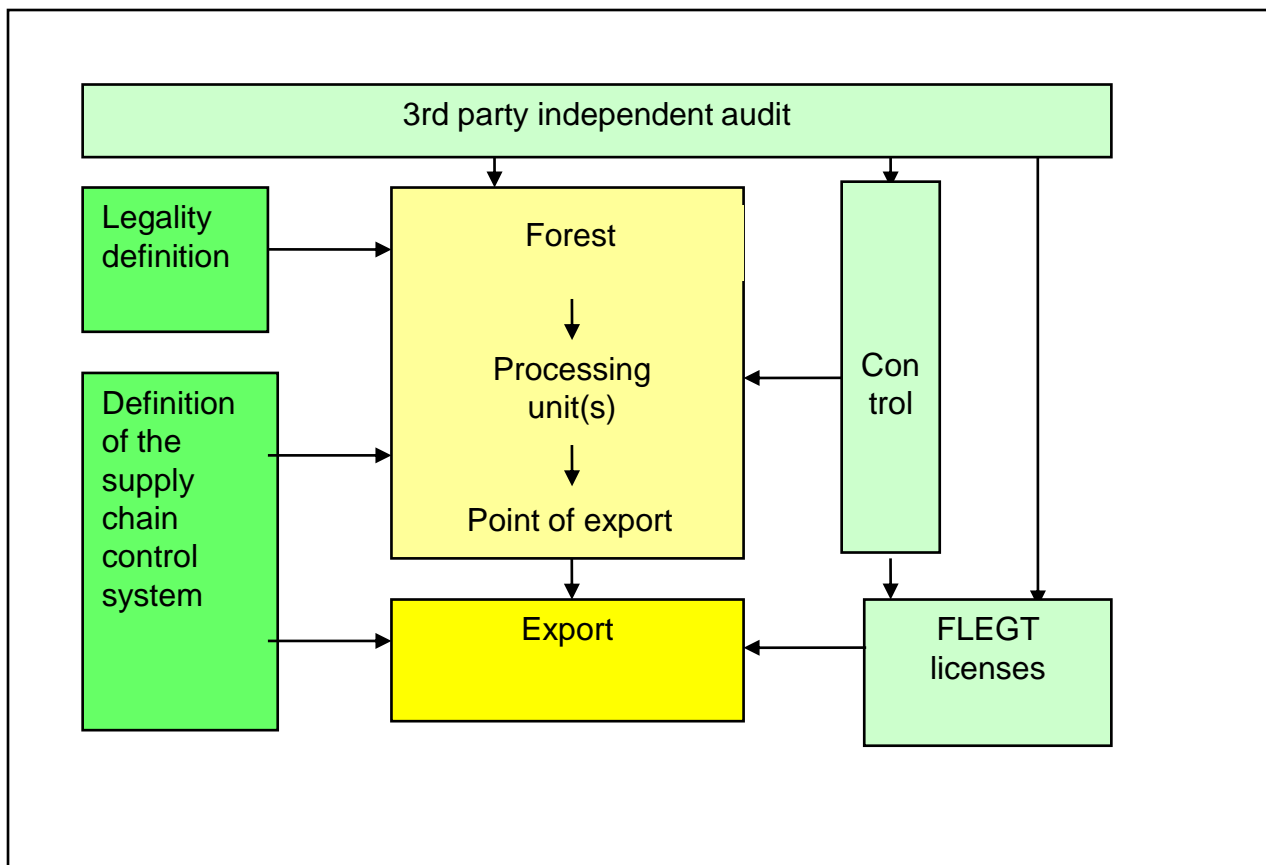 3rd party independent audit
Legality
definition
Forest
Processing
unit(s)
Point of export
Con
trol
Definition
of the
supply
chain
control
system
Export
FLEGT
licenses